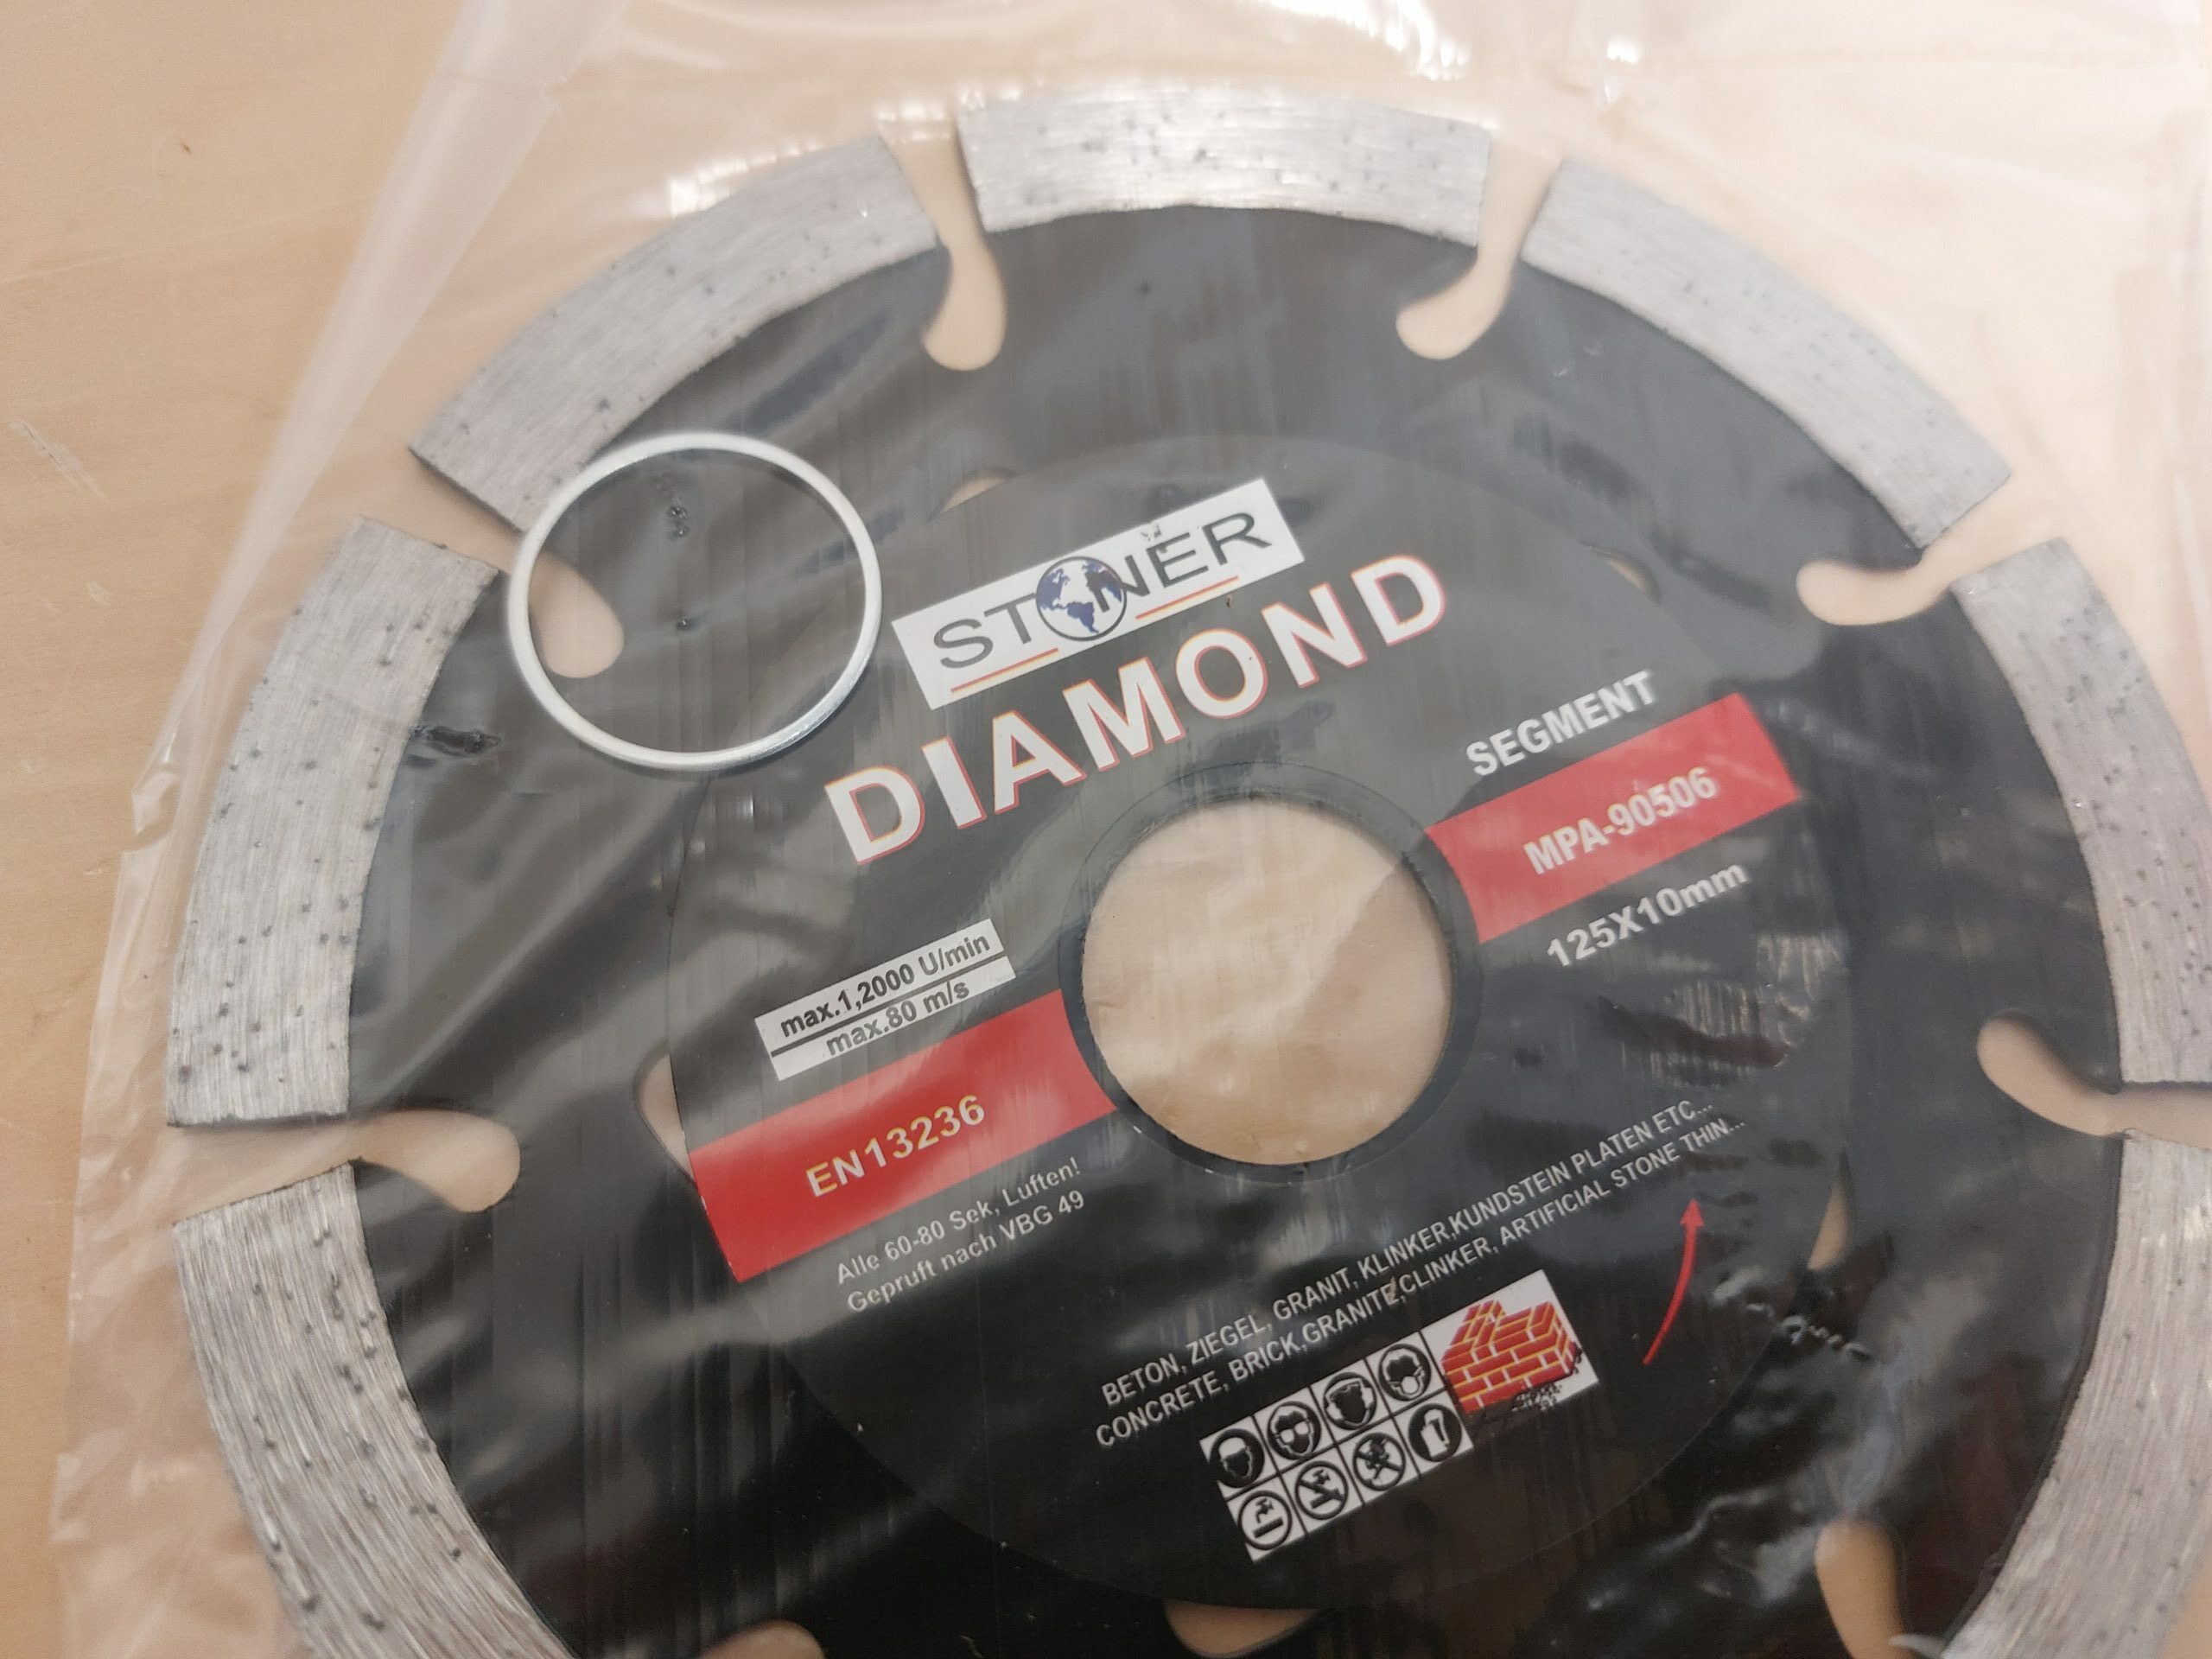 STONER
DIAMOND
SEGMENT
MPA-90506
125X10mm
max.1,2000 U/min
max.80 m/s
EN13236
Alle 60-80 Sek, Luften!
Gepruft nach VBG 49
BETON, ZIEGEL, GRANIT, KLINKER,KUNDSTEIN PLATEN ETC...
CONCRETE, BRICK,GRANITE,CLINKER, ARTIFICIAL STONE THIN...